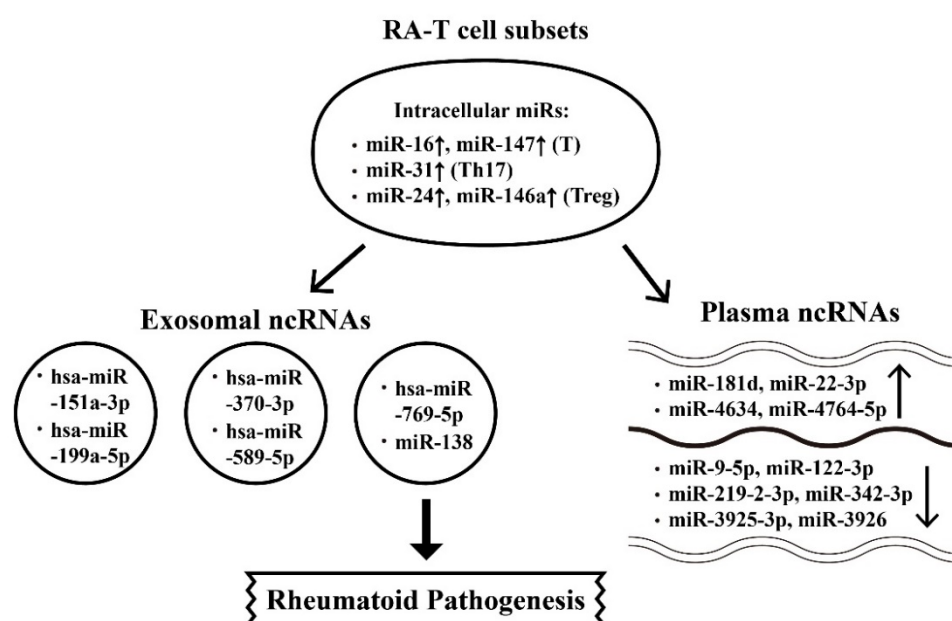 RA-T cell subsets
Intracellular miRs:
· miR-16↑, miR-147↑ (T)
· miR-31↑ (Th17)
· miR-24↑, miR-146a↑ (Treg)
Exosomal ncRNAs
· hsa-miR
-151a-3p
· hsa-miR
-199a-5p
· hsa-miR
-370-3p
· hsa-miR
-589-5p
· hsa-miR
-769-5p
· miR-138
Plasma ncRNAs
· miR-181d, miR-22-3p
· miR-4634, miR-4764-5p
· miR-9-5p, miR-122-3p
· miR-219-2-3p, miR-342-3p
· miR-3925-3p, miR-3926
Rheumatoid Pathogenesis